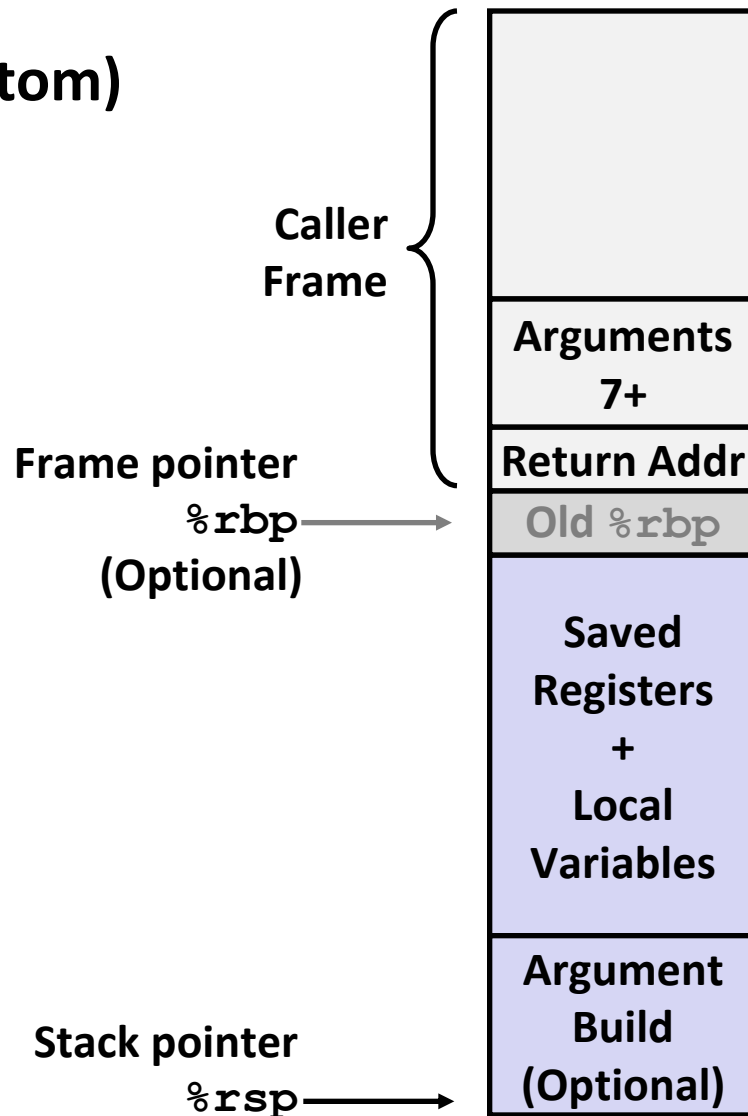 tom)
Caller
Frame
Arguments
7+
Frame pointer
%rbp
(Optional)
Return Addr
Old %rbp
Saved
Registers
+
Local
Variables
Argument
Build
(Optional)
Stack pointer
%rsp